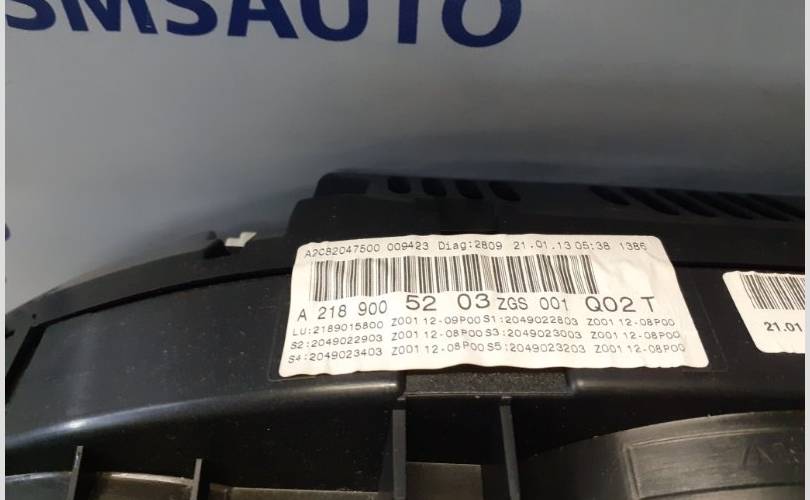 SMSAUTO
A2C82047500 009423 Diag:2809 21.01.13 05:38 1386
A 218 900 52 03 ZGS 001 Q02 T
LU:2189015800 Z001 12-09P00 S1:2049022803 Z001 12-08P00
S2:2049022903 Z001 12-08P00 S3:2049023003 Z001 12-08P00
S4:2049023403 Z001 12-08P00 S5:2049023203 Z001 12-08P00
21.01